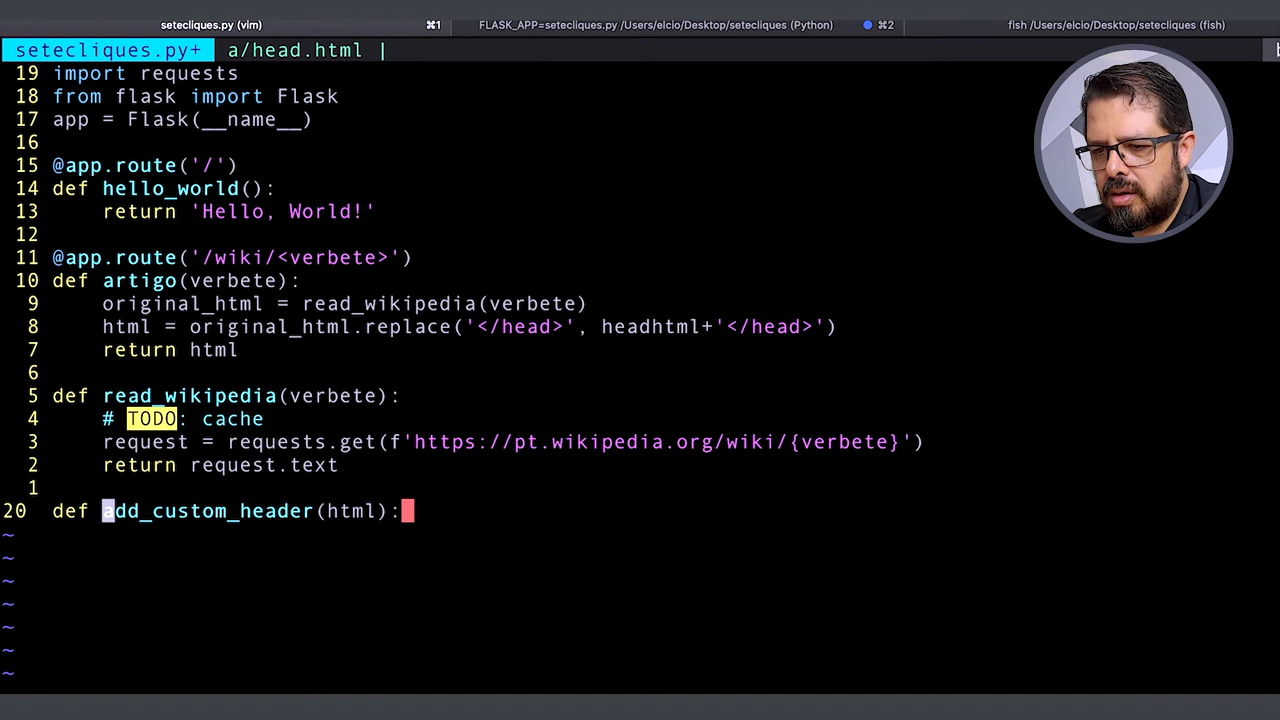 setecliques.py (vim) ⌘1 FLASK_APP=setecliques.py /Users/elcio/Desktop/setecliques (Python) ⌘2 fish /Users/elcio/Desktop/setecliques (fish)
setecliques.py+ a/head.html | b
19 import requests
18 from flask import Flask
17 app = Flask(__name__)
16
15 @app.route('/')
14 def hello_world():
13     return 'Hello, World!'
12
11 @app.route('/wiki/<verbete>')
10 def artigo(verbete):
9     original_html = read_wikipedia(verbete)
8     html = original_html.replace('</head>', headhtml+'</head>')
7     return html
6
5 def read_wikipedia(verbete):
4     # TODO: cache
3     request = requests.get(f'https://pt.wikipedia.org/wiki/{verbete}')
2     return request.text
1
20 def add_custom_header(html):
~
~
~
~
~
~
~